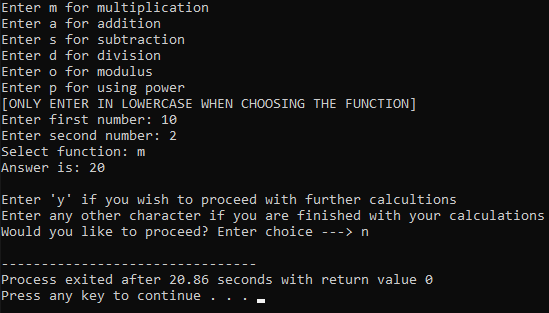 Enter m for multiplication
Enter a for addition
Enter s for subtraction
Enter d for division
Enter o for modulus
Enter p for using power
[ONLY ENTER IN LOWERCASE WHEN CHOOSING THE FUNCTION]
Enter first number: 10
Enter second number: 2
Select function: m
Answer is: 20

Enter 'y' if you wish to proceed with further calcultions
Enter any other character if you are finished with your calculations
Would you like to proceed? Enter choice ---> n

--------------------------------
Process exited after 20.86 seconds with return value 0
Press any key to continue . . .